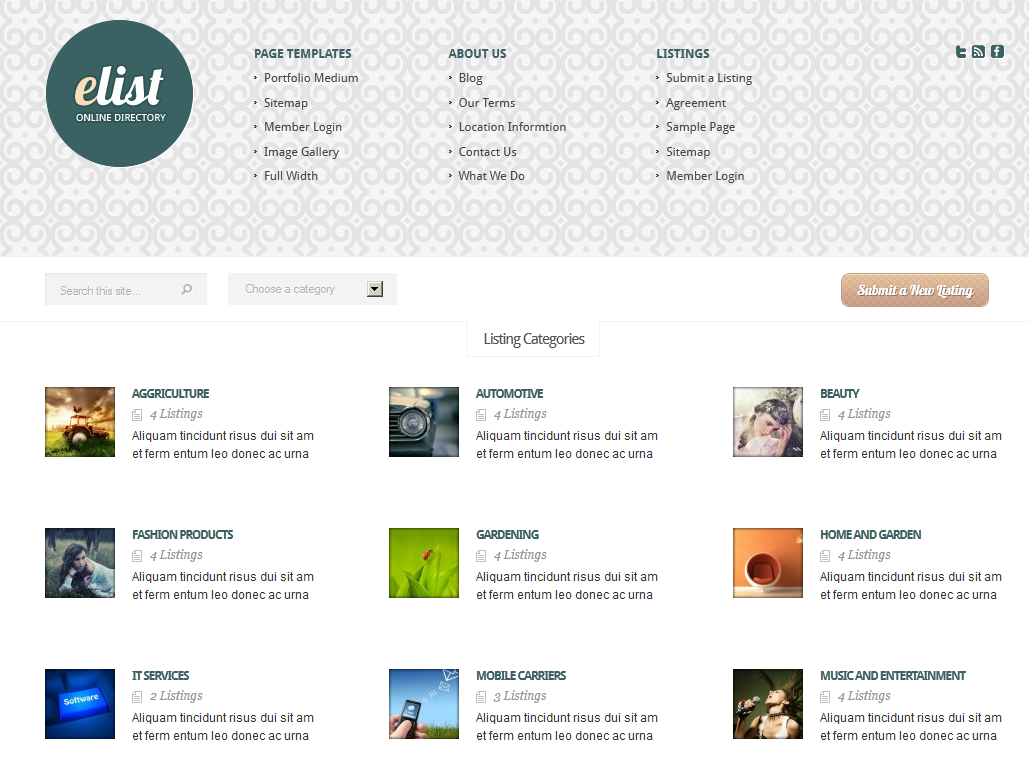 elist
ONLINE DIRECTORY
PAGE TEMPLATES
Portfolio Medium
Sitemap
Member Login
Image Gallery
Full Width
ABOUT US
Blog
Our Terms
Location Informtion
Contact Us
What We Do
LISTINGS
Submit a Listing
Agreement
Sample Page
Sitemap
Member Login
Search this site...
Choose a category
Submit a New Listing
Listing Categories
AGGRICULTURE
4 Listings
Aliquam tincidunt risus dui sit am
et ferm entum leo donec ac urna
AUTOMOTIVE
4 Listings
Aliquam tincidunt risus dui sit am
et ferm entum leo donec ac urna
BEAUTY
4 Listings
Aliquam tincidunt risus dui sit am
et ferm entum leo donec ac urna
FASHION PRODUCTS
4 Listings
Aliquam tincidunt risus dui sit am
et ferm entum leo donec ac urna
GARDENING
4 Listings
Aliquam tincidunt risus dui sit am
et ferm entum leo donec ac urna
HOME AND GARDEN
4 Listings
Aliquam tincidunt risus dui sit am
et ferm entum leo donec ac urna
Software
IT SERVICES
2 Listings
Aliquam tincidunt risus dui sit am
et ferm entum leo donec ac urna
MOBILE CARRIERS
3 Listings
Aliquam tincidunt risus dui sit am
et ferm entum leo donec ac urna
MUSIC AND ENTERTAINMENT
4 Listings
Aliquam tincidunt risus dui sit am
et ferm entum leo donec ac urna